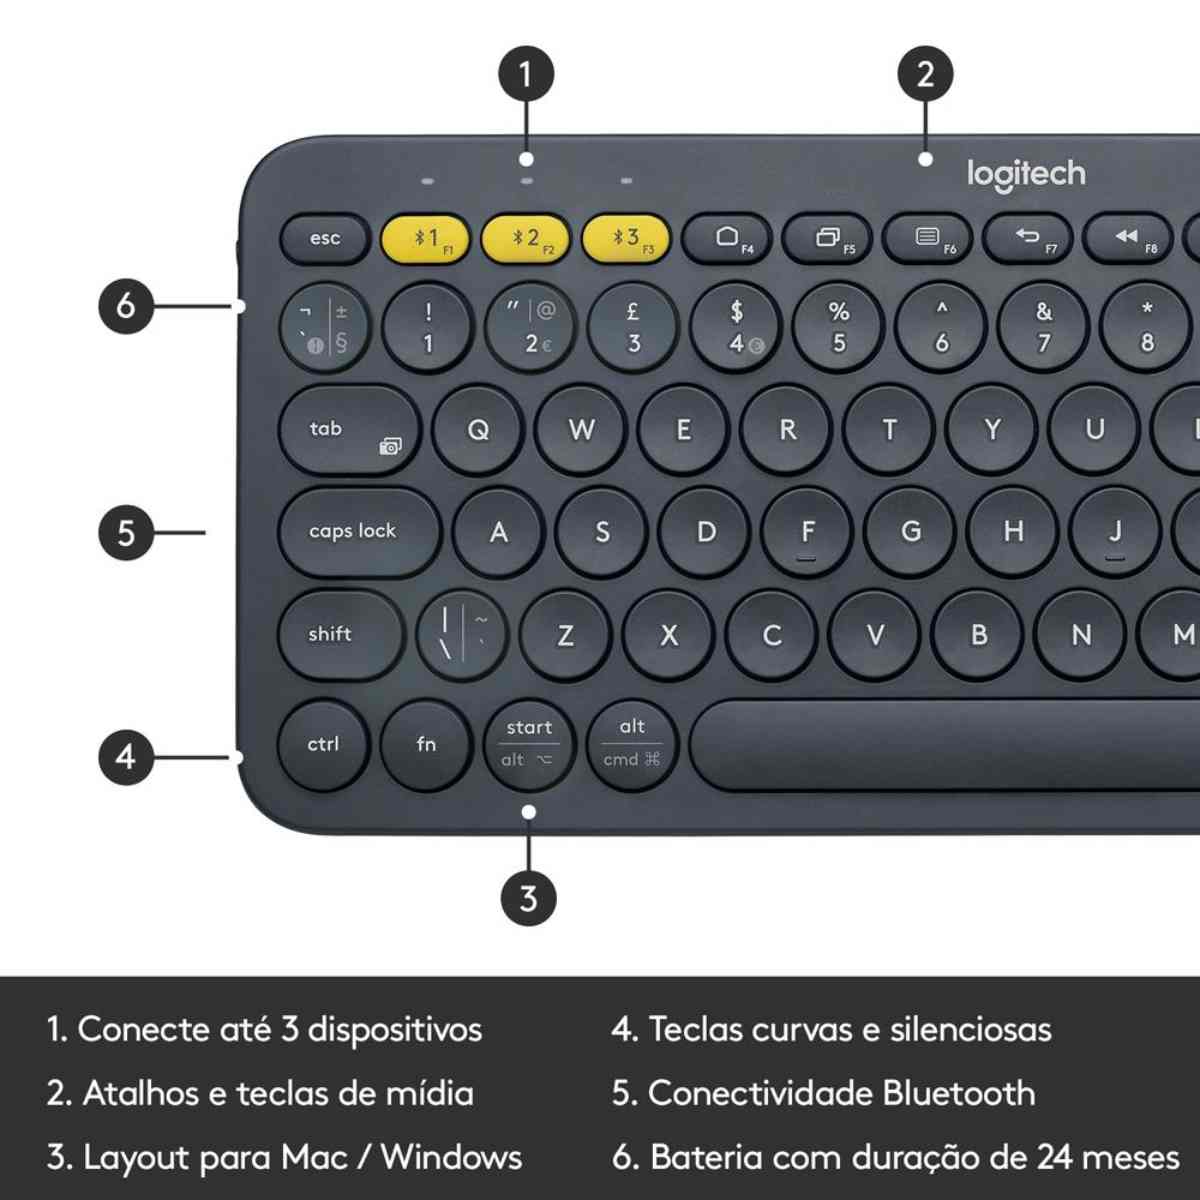 1
2
logitech
esc
1 F1
2 F2
3 F3
F4
F5
F6
F7
F8
6
¬ ±
` §
!
1
" @
2 €
£
3
$
4
%
5
^
6
&
7
*
8
tab
Q W E R T Y U
5
caps lock
A S D F G H J
shift
| ~
\ `
Z X C V B N M
4
ctrl
fn
start
alt ⌥
alt
cmd ⌘
3
1. Conecte até 3 dispositivos
2. Atalhos e teclas de mídia
3. Layout para Mac / Windows
4. Teclas curvas e silenciosas
5. Conectividade Bluetooth
6. Bateria com duração de 24 meses